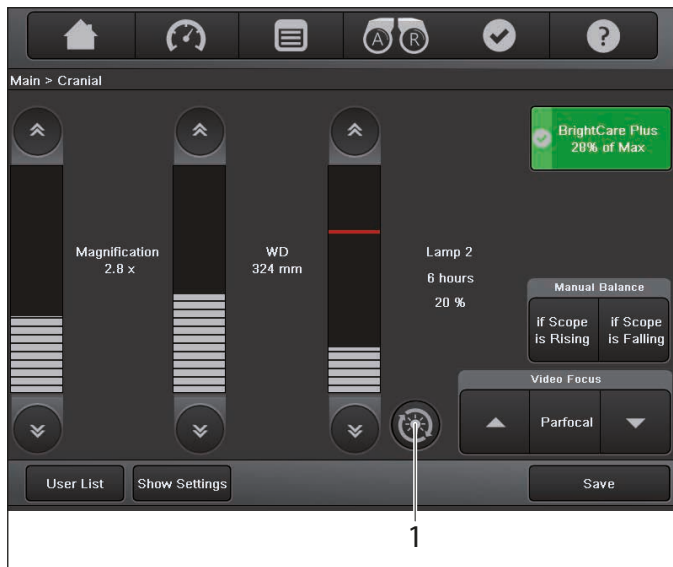 A R
?
Main > Cranial
BrightCare Plus
28% of Max
Magnification
2.8 x
WD
324 mm
Lamp 2
6 hours
20 %
Manual Balance
if Scope
is Rising
if Scope
is Falling
Video Focus
Parfocal
User List
Show Settings
Save
1